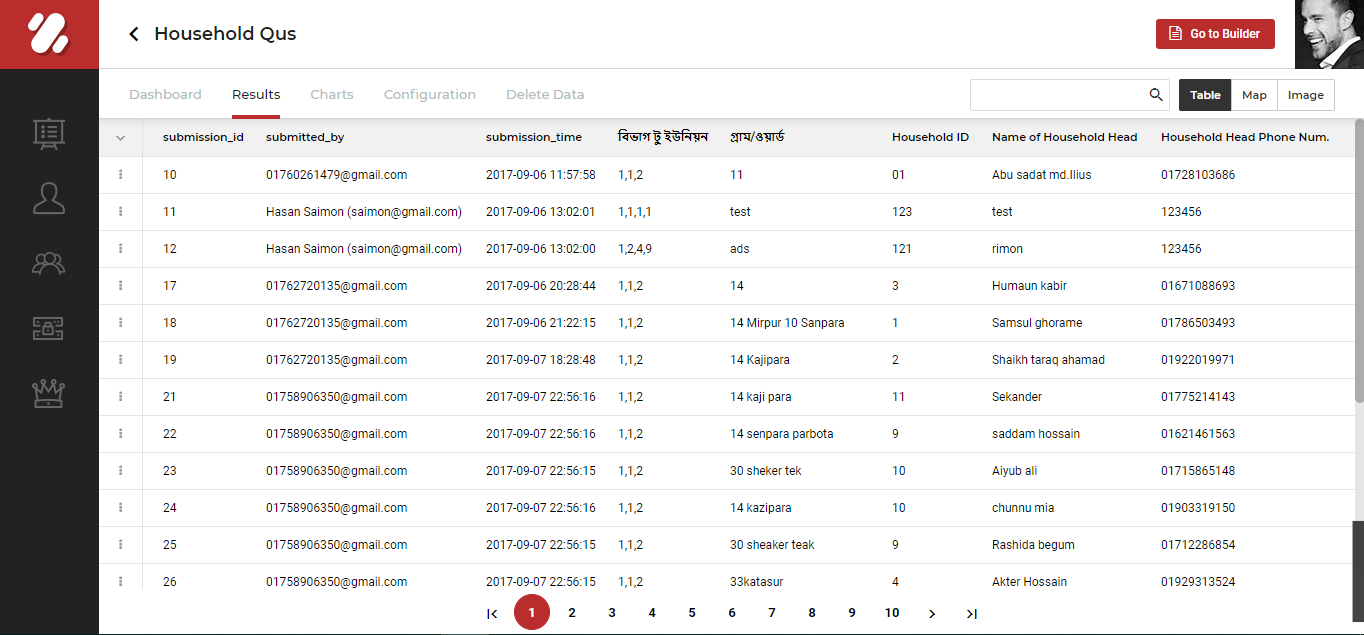 Household Qus
Go to Builder
Dashboard Results Charts Configuration Delete Data
Table Map Image
submission_id submitted_by submission_time বিভাগ টু ইউনিয়ন গ্রাম/ওয়ার্ড Household ID Name of Household Head Household Head Phone Num.
10 01760261479@gmail.com 2017-09-06 11:57:58 1,1,2 11 01 Abu sadat md.Ilius 01728103686
11 Hasan Saimon (saimon@gmail.com) 2017-09-06 13:02:01 1,1,1,1 test 123 test 123456
12 Hasan Saimon (saimon@gmail.com) 2017-09-06 13:02:00 1,2,4,9 ads 121 rimon 123456
17 01762720135@gmail.com 2017-09-06 20:28:44 1,1,2 14 3 Humaun kabir 01671088693
18 01762720135@gmail.com 2017-09-06 21:22:15 1,1,2 14 Mirpur 10 Sanpara 1 Samsul ghorame 01786503493
19 01762720135@gmail.com 2017-09-07 18:28:48 1,1,2 14 Kajipara 2 Shaikh taraq ahamad 01922019971
21 01758906350@gmail.com 2017-09-07 22:56:16 1,1,2 14 kaji para 11 Sekander 01775214143
22 01758906350@gmail.com 2017-09-07 22:56:16 1,1,2 14 senpara parbota 9 saddam hossain 01621461563
23 01758906350@gmail.com 2017-09-07 22:56:15 1,1,2 30 sheker tek 10 Aiyub ali 01715865148
24 01758906350@gmail.com 2017-09-07 22:56:16 1,1,2 14 kazipara 10 chunnu mia 01903319150
25 01758906350@gmail.com 2017-09-07 22:56:15 1,1,2 30 sheaker teak 9 Rashida begum 01712286854
26 01758906350@gmail.com 2017-09-07 22:56:15 1,1,2 33katasur 4 Akter Hossain 01929313524
1 2 3 4 5 6 7 8 9 10